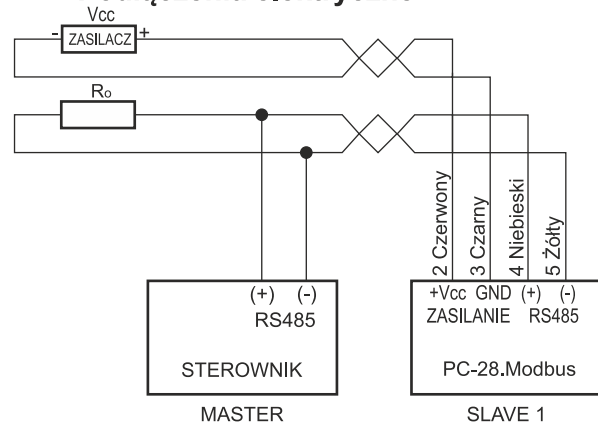 Vcc
- ZASILACZ +
Ro
2 Czerwony
3 Czarny
4 Niebieski
5 Żółty
(+) (-)
RS485
STEROWNIK
MASTER
+Vcc GND (+) (-)
ZASILANIE RS485
PC-28.Modbus
SLAVE 1